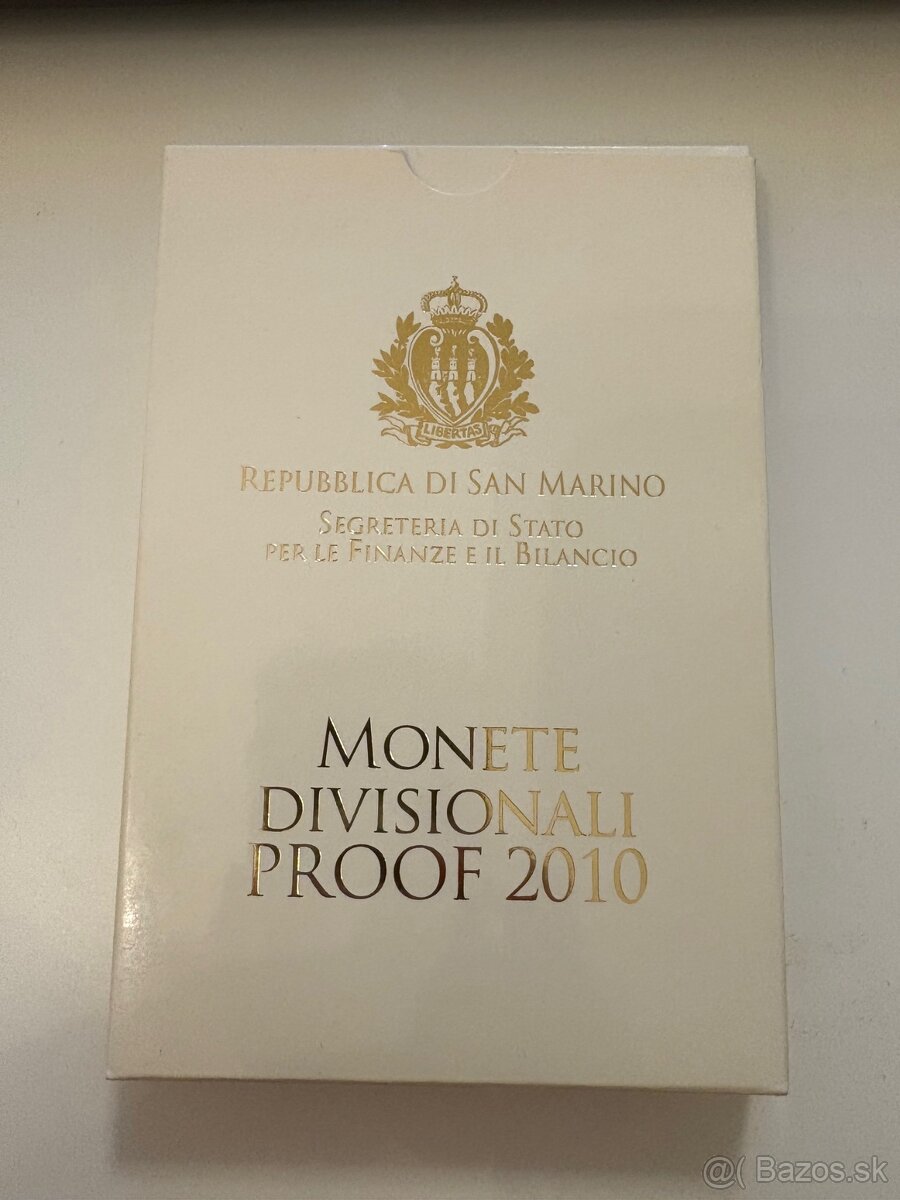 LIBERTAS
REPUBBLICA DI SAN MARINO
SEGRETERIA DI STATO
PER LE FINANZE E IL BILANCIO
MONETE
DIVISIONALI
PROOF 2010
@( Bazos.sk